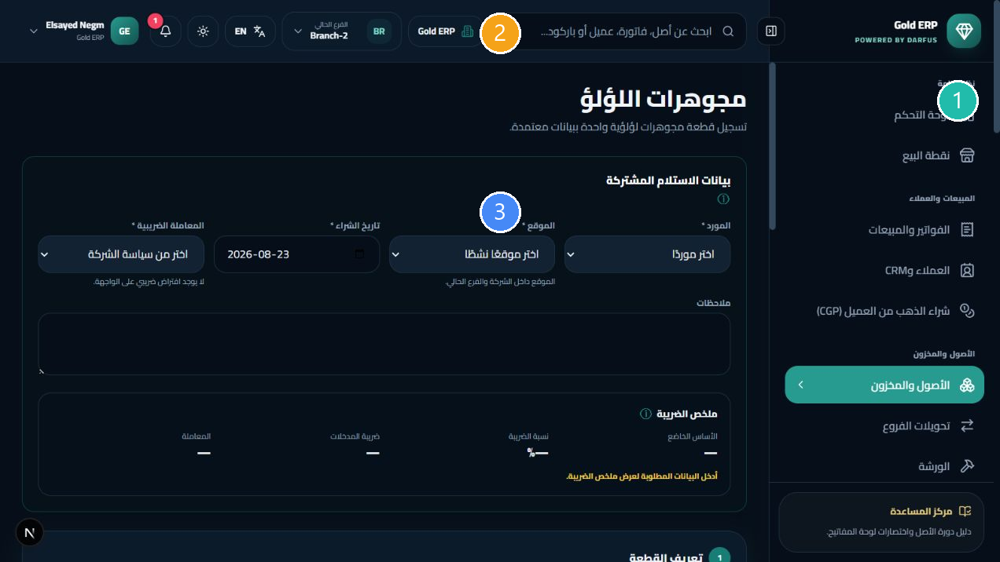 Gold ERP
POWERED BY DARFUS
ابحث عن أصل، فاتورة، عميل أو باركود...
2
Gold ERP
BR
الفرع الحالي
Branch-2
EN
1
GE
Elsayed Negm
Gold ERP
1
التحكم
نقطة البيع
المبيعات والعملاء
الفواتير والمبيعات
العملاء وCRM
شراء الذهب من العميل (CGP)
الأصول والمخزون
الأصول والمخزون
تحويلات الفروع
الورشة
مركز المساعدة
دليل دورة الأصل واختصارات لوحة المفاتيح.
مجوهرات اللؤلؤ
تسجيل قطعة مجوهرات لؤلؤية واحدة ببيانات معتمدة.
بيانات الاستلام المشتركة
3
المورد *
الموقع *
تاريخ الشراء *
المعاملة الضريبية *
اختر موردًا
اختر موقعًا نشطًا
2026-08-23
اختر من سياسة الشركة
الموقع داخل الشركة والفرع الحالي.
لا يوجد افتراض ضريبي على الواجهة.
ملاحظات
ملخص الضريبة
الأساس الخاضع
نسبة الضريبة
ضريبة المدخلات
المعاملة
—
—%
—
—
أدخل البيانات المطلوبة لعرض ملخص الضريبة.
1 تعريف القطعة
N